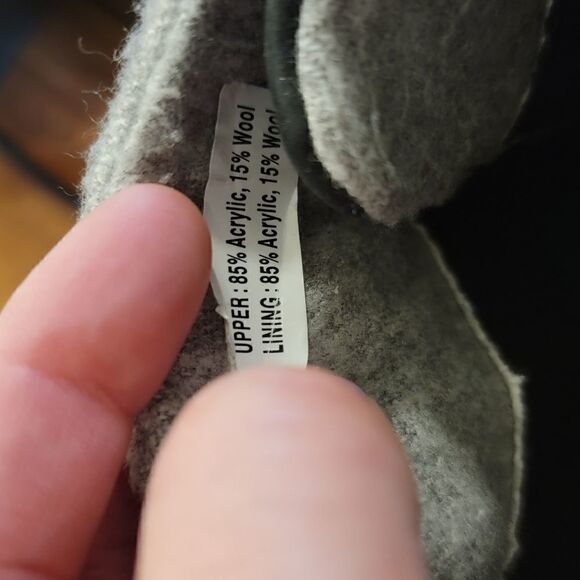 UPPER : 85% Acrylic, 15% Wool
LINING : 85% Acrylic, 15% Wool